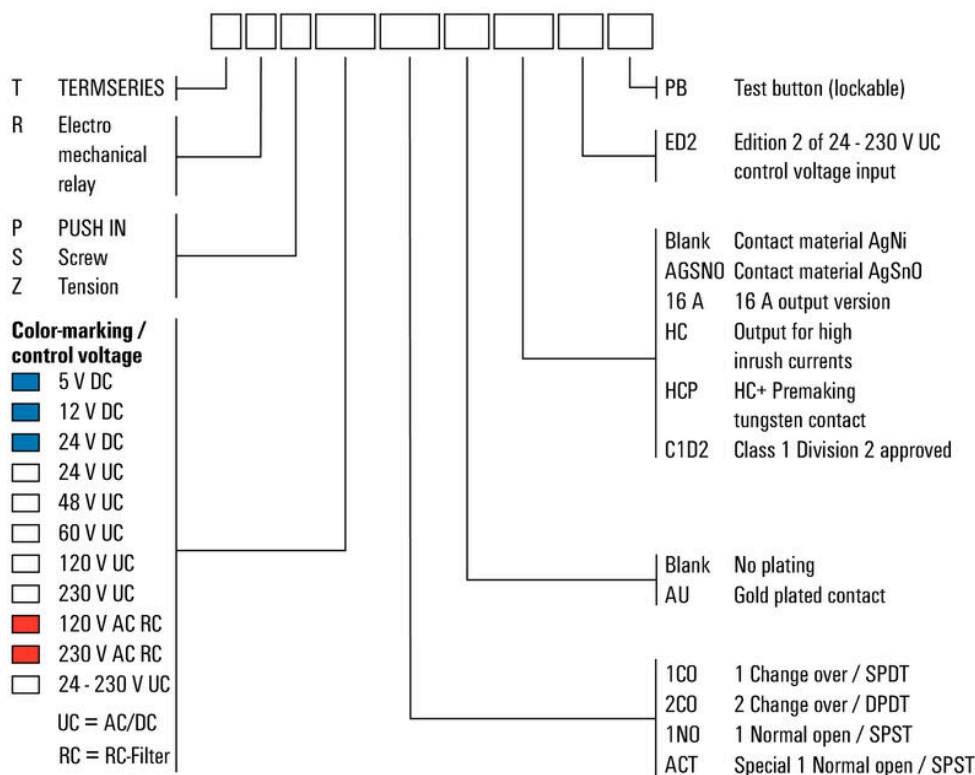 T TERMSERIES
R Electro
mechanical
relay
P PUSH IN
S Screw
Z Tension
Color-marking /
control voltage
5 V DC
12 V DC
24 V DC
24 V UC
48 V UC
60 V UC
120 V UC
230 V UC
120 V AC RC
230 V AC RC
24 - 230 V UC
UC = AC/DC
RC = RC-Filter
PB Test button (lockable)
ED2 Edition 2 of 24 - 230 V UC
control voltage input
Blank Contact material AgNi
AGSNO Contact material AgSnO
16 A 16 A output version
HC Output for high
inrush currents
HCP HC+ Premaking
tungsten contact
C1D2 Class 1 Division 2 approved
Blank No plating
AU Gold plated contact
1CO 1 Change over / SPDT
2CO 2 Change over / DPDT
1NO 1 Normal open / SPST
ACT Special 1 Normal open / SPST